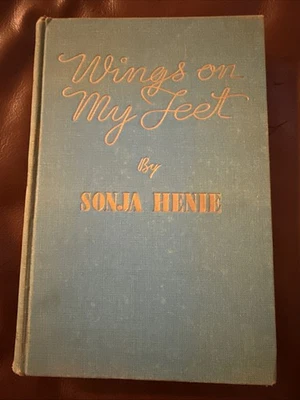 Wings on
My Feet
By
SONJA HENIE